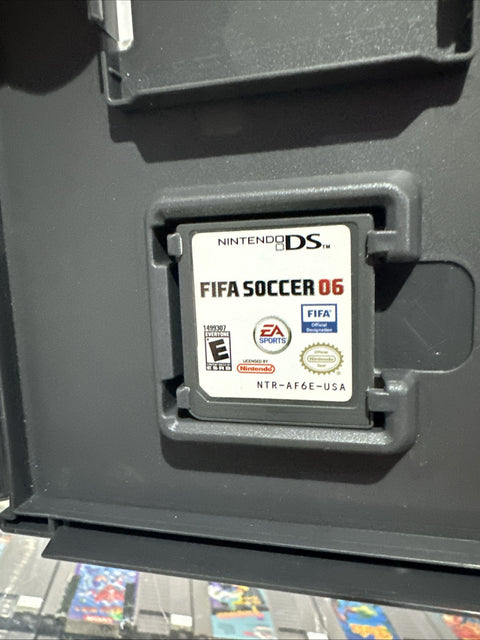 NINTENDO DS™
FIFA SOCCER 06
FIFA®
Official
Designation
1499307
EVERYONE
E
ESRB
EA
SPORTS
LICENSED BY
Nintendo
Official
Nintendo
Seal
NTR-AF6E-USA